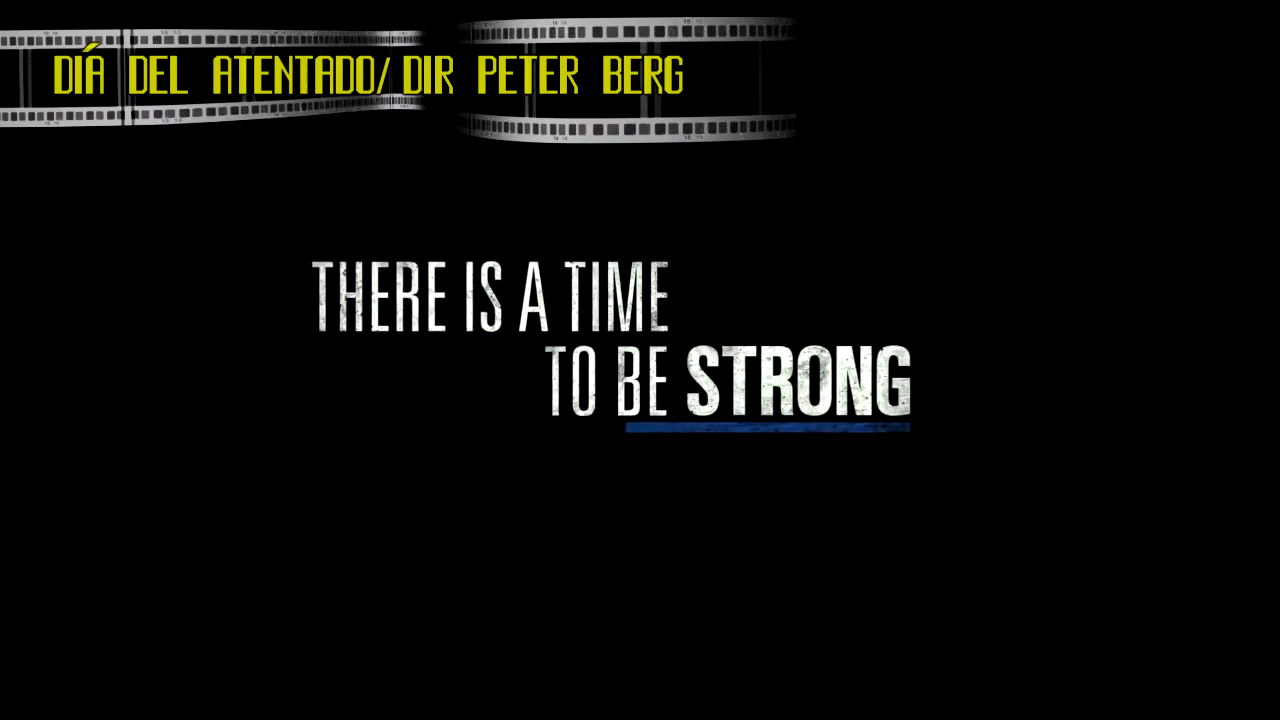 DÍA DEL ATENTADO/ DIR PETER BERG
THERE IS A TIME
TO BE STRONG